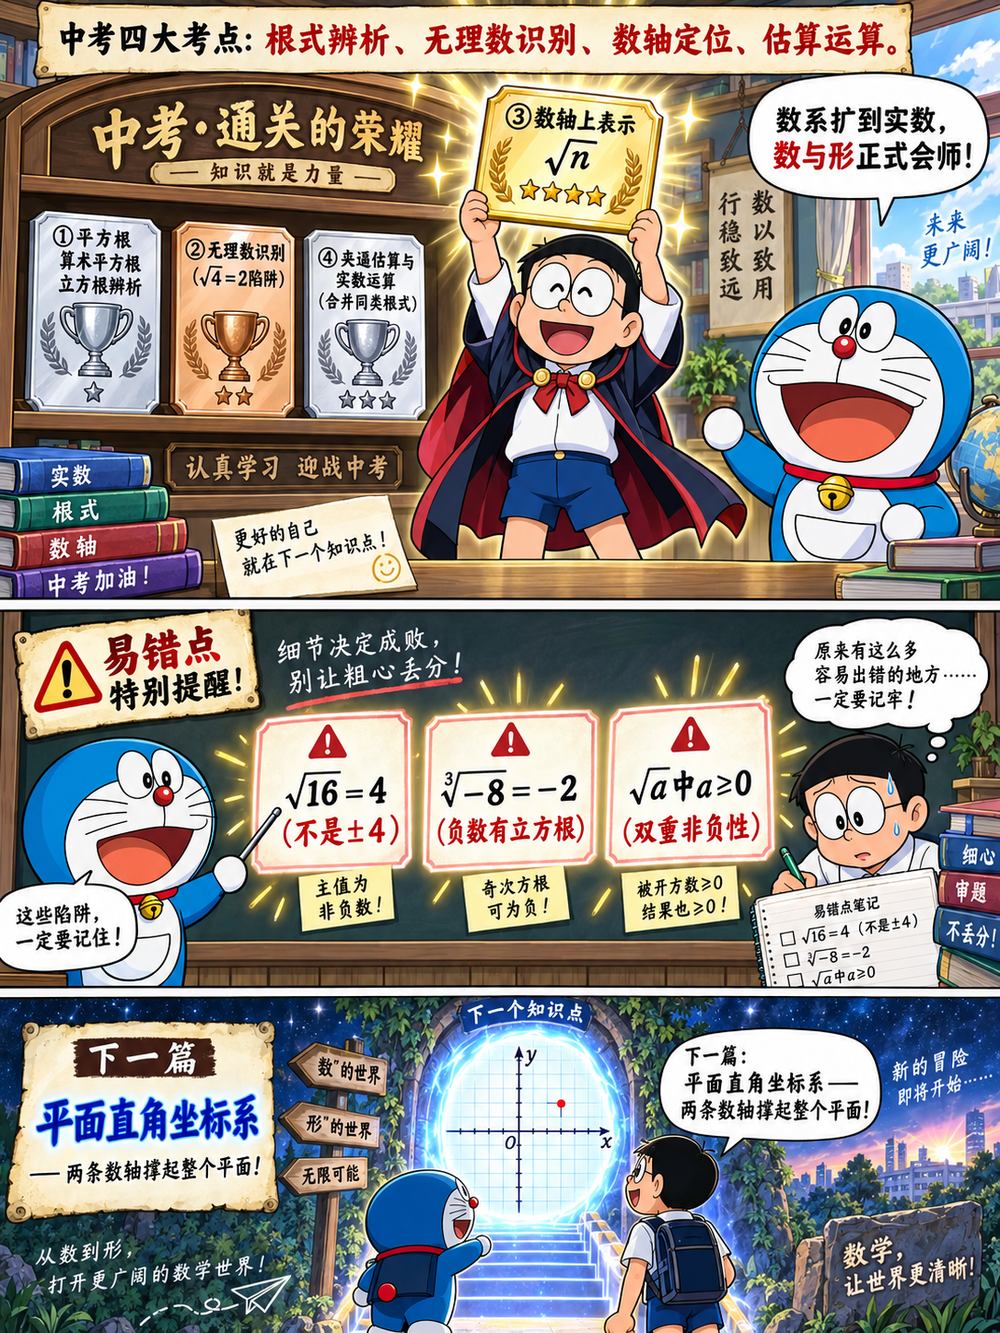 中考四大考点：根式辨析、无理数识别、数轴定位、估算运算。
中考·通关的荣耀
— 知识就是力量 —
③数轴上表示
√n
数系扩到实数，
数与形正式会师！
数以致用
行稳致远
未来
更广阔！
①平方根
算术平方根
立方根辨析
②无理数识别
(√4=2陷阱)
④夹逼估算与
实数运算
(合并同类根式)
认真学习 迎战中考
实数
根式
数轴
中考加油！
更好的自己
就在下一个知识点！
易错点
特别提醒！
细节决定成败，
别让粗心丢分！
原来有这么多
容易出错的地方……
一定要记牢！
√16=4
(不是±4)
主值为
非负数！
³√-8=-2
(负数有立方根)
奇次方根
可为负！
√a中a≥0
(双重非负性)
被开方数≥0
结果也≥0！
这些陷阱，
一定要记住！
易错点笔记
□ √16=4 (不是±4)
□ ³√-8=-2
□ √a中a≥0
细心
审题
不丢分！
下一篇
平面直角坐标系
— 两条数轴撑起整个平面！
数”的世界
形”的世界
无限可能
下一个知识点
y
O
x
下一篇：
平面直角坐标系——
两条数轴撑起整个平面！
新的冒险
即将开始……
从数到形，
打开更广阔的数学世界！
数学，
让世界更清晰！